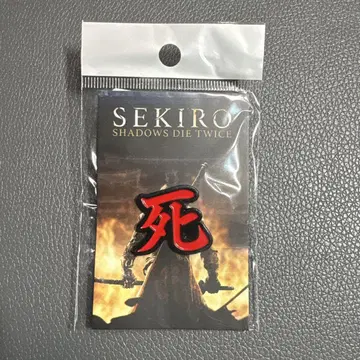 SEKIRO
SHADOWS DIE TWICE
死